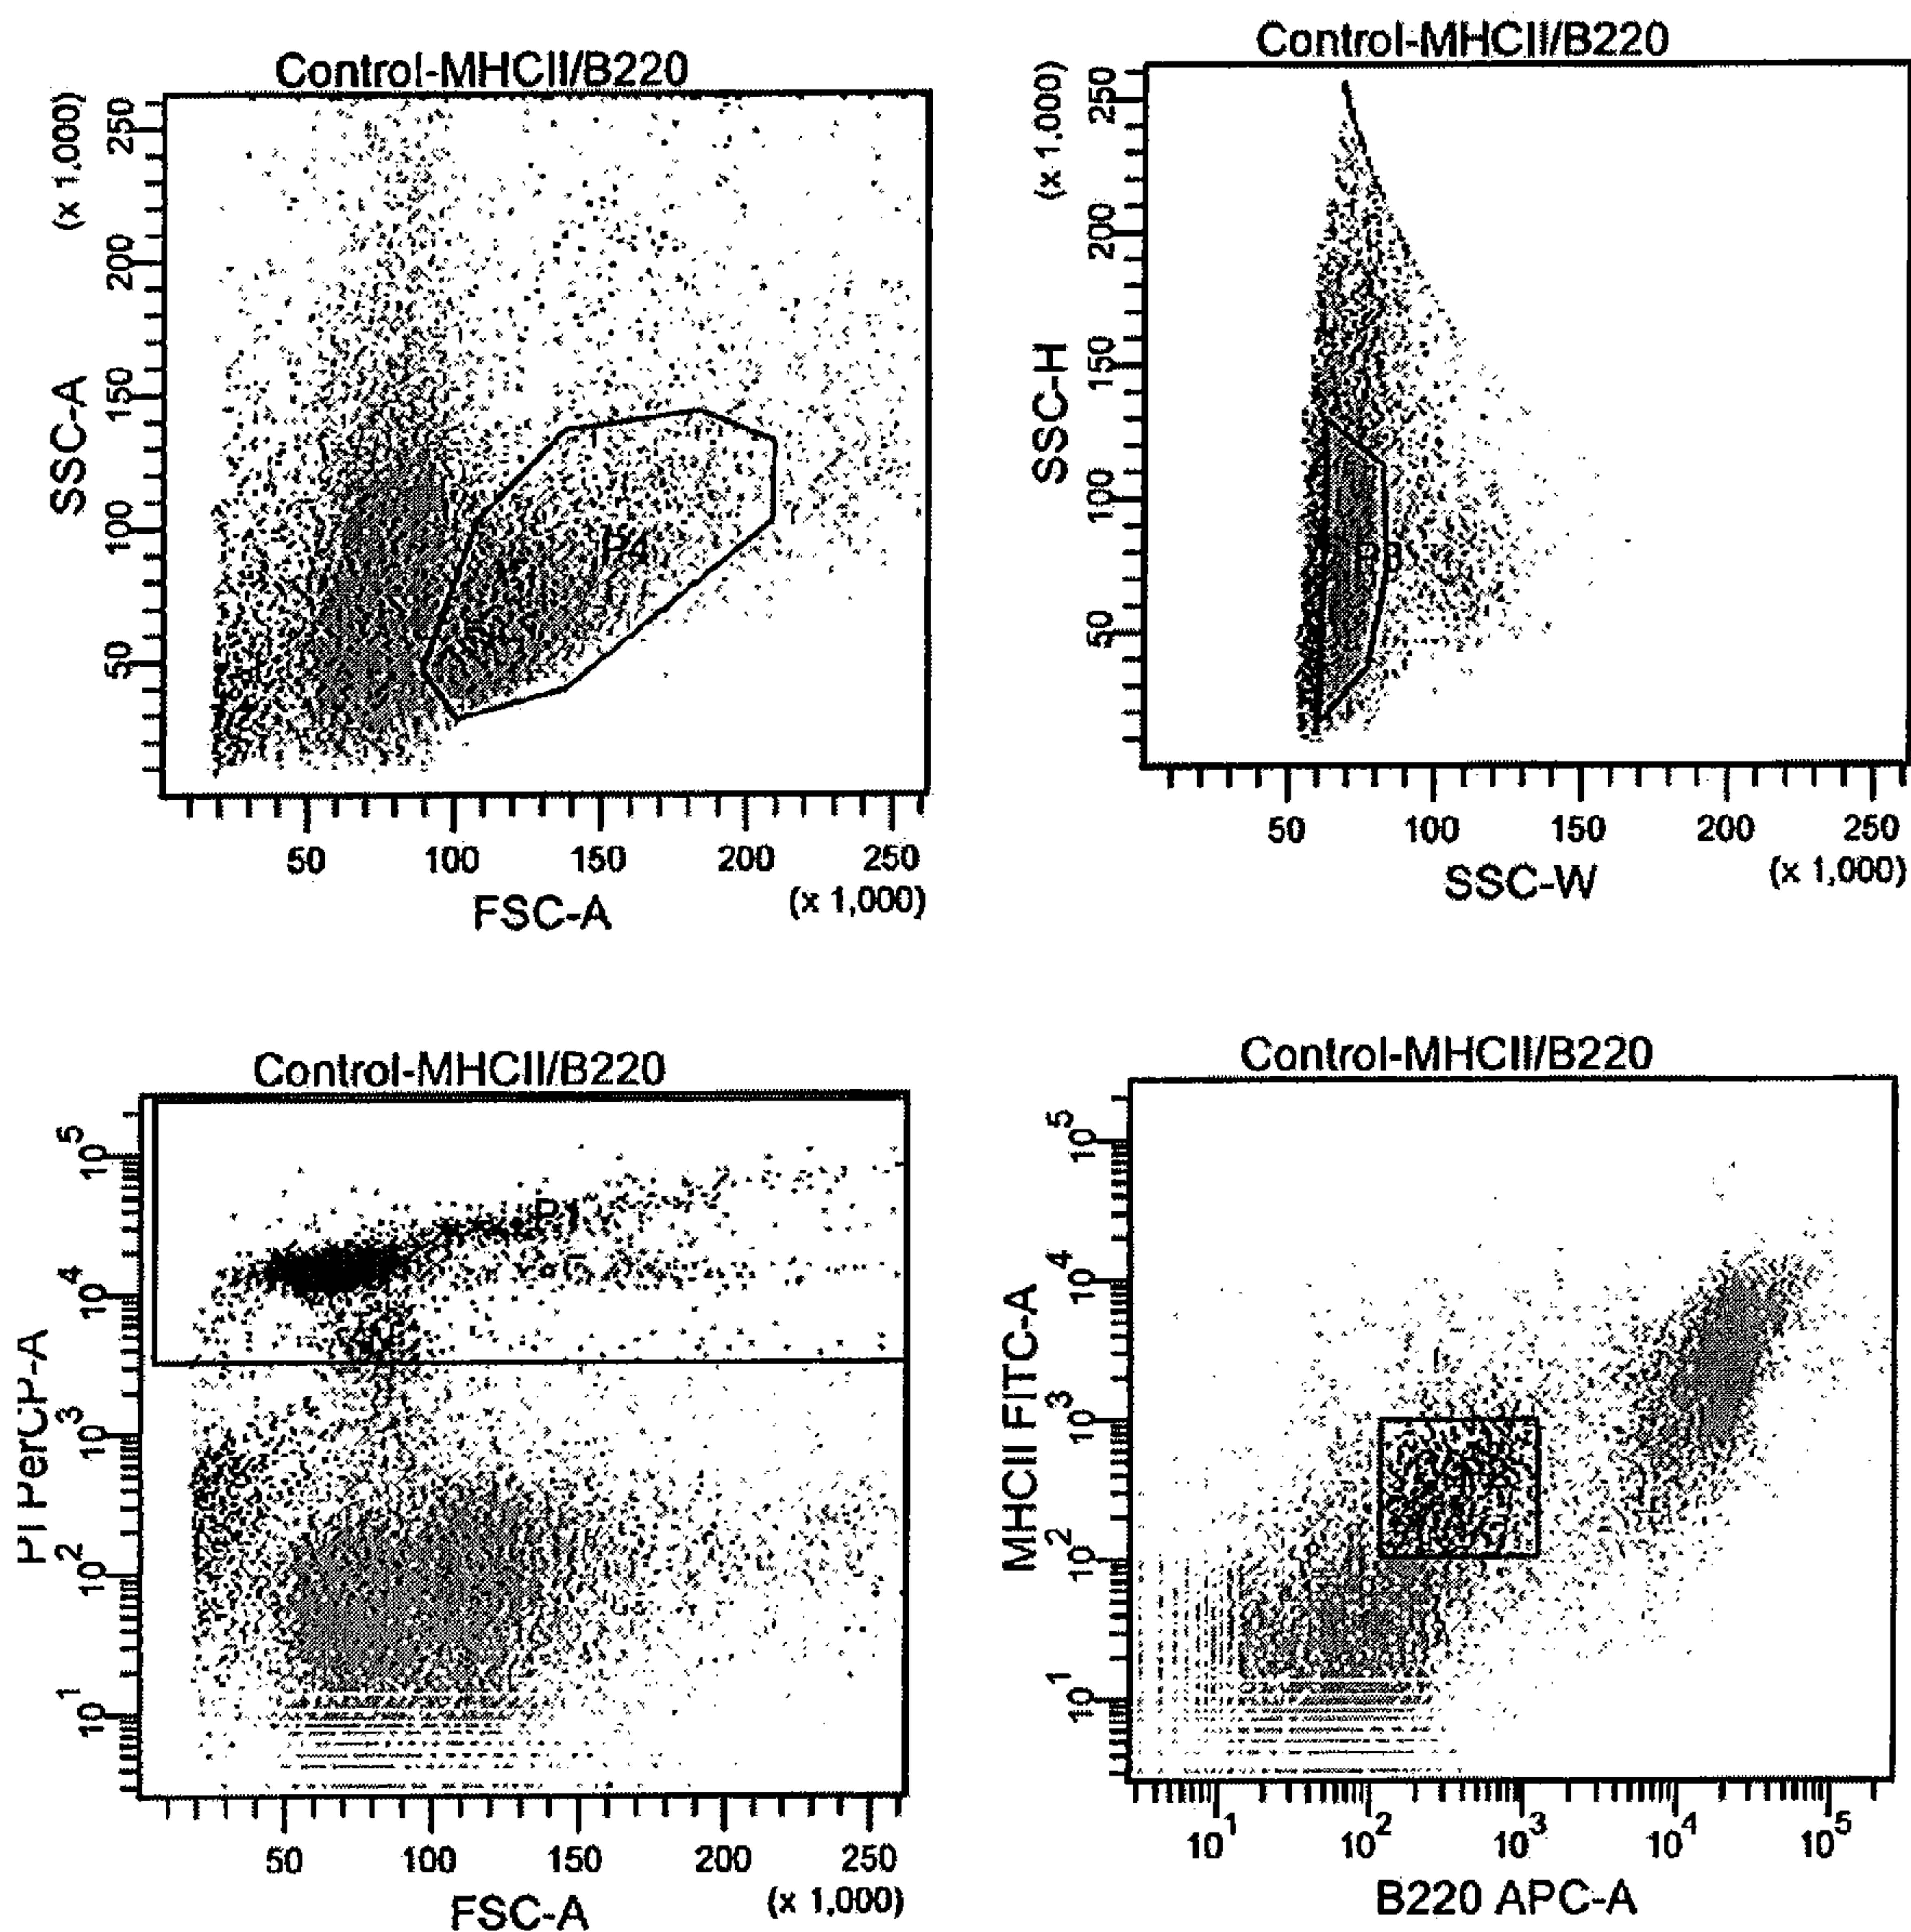 Control-MHCII/B220
SSC-A
(x 1,000)
250
200
150
100
50
P4
50 100 150 200 250
FSC-A (x 1,000)
Control-MHCII/B220
SSC-H
(x 1,000)
250
200
150
100
50
P3
50 100 150 200 250
SSC-W (x 1,000)
Control-MHCII/B220
PI PerCP-A
10^5
10^4
10^3
10^2
10^1
P1
50 100 150 200 250
FSC-A (x 1,000)
Control-MHCII/B220
MHCII FITC-A
10^5
10^4
10^3
10^2
10^1
10^1 10^2 10^3 10^4 10^5
B220 APC-A